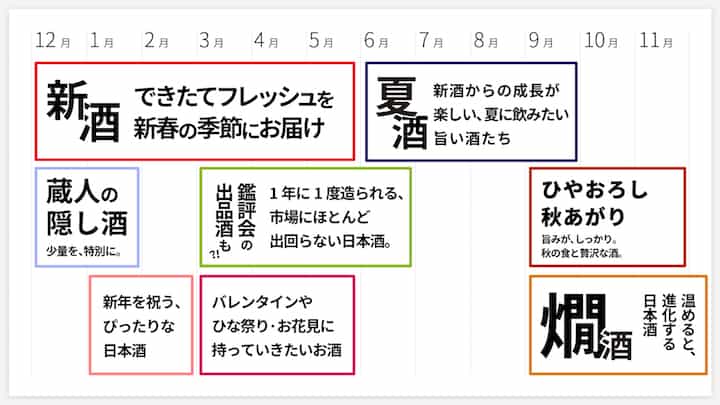 12月 1月 2月 3月 4月 5月 6月 7月 8月 9月 10月 11月
新酒
できたてフレッシュを
新春の季節にお届け
夏酒
新酒からの成長が
楽しい、夏に飲みたい
旨い酒たち
蔵人の
隠し酒
少量を、特別に。
鑑評会の
出品酒も?!
1年に1度造られる、
市場にほとんど
出回らない日本酒。
ひやおろし
秋あがり
旨みが、しっかり。
秋の食と贅沢な酒。
新年を祝う、
ぴったりな
日本酒
バレンタインや
ひな祭り・お花見に
持っていきたいお酒
燗酒
温めると、
進化する
日本酒